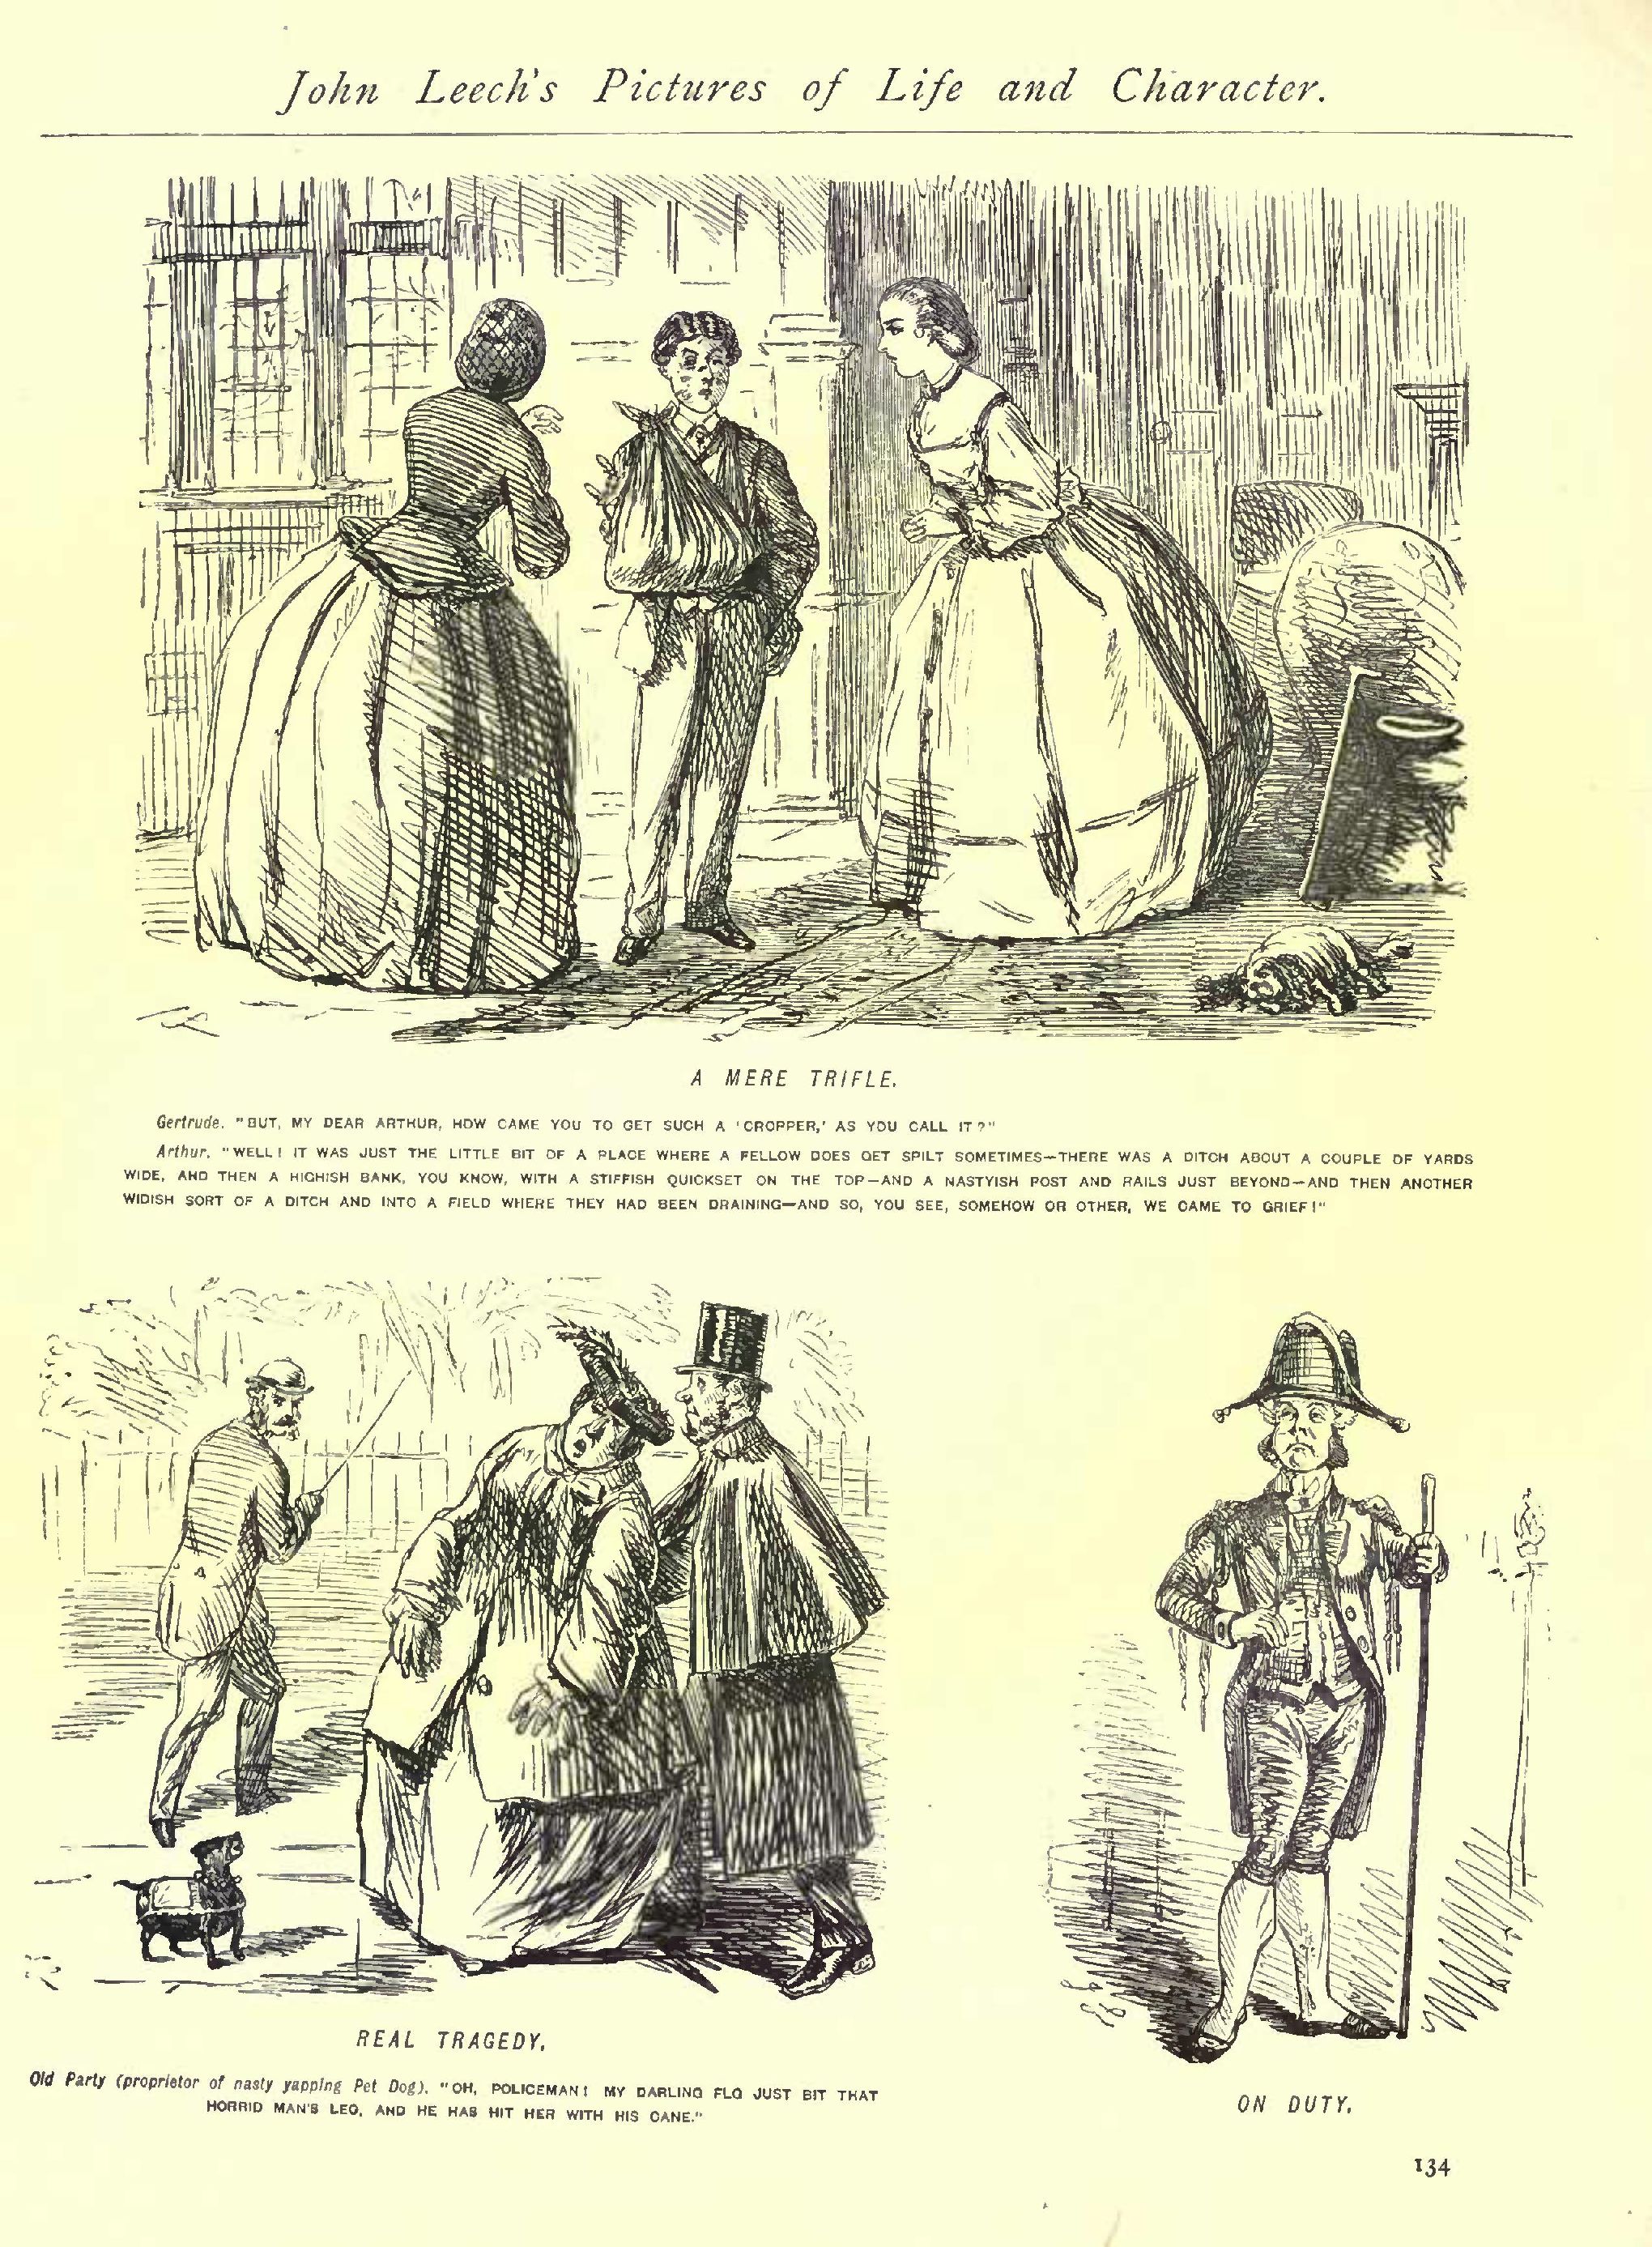 John Leech's Pictures of Life and Character.
A MERE TRIFLE.
Gertrude. "BUT, MY DEAR ARTHUR, HOW CAME YOU TO GET SUCH A 'CROPPER,' AS YOU CALL IT?"
Arthur. "WELL! IT WAS JUST THE LITTLE BIT OF A PLACE WHERE A FELLOW DOES GET SPILT SOMETIMES—THERE WAS A DITCH ABOUT A COUPLE OF YARDS
WIDE, AND THEN A HIGHISH BANK, YOU KNOW, WITH A STIFFISH QUICKSET ON THE TOP—AND A NASTYISH POST AND RAILS JUST BEYOND—AND THEN ANOTHER
WIDISH SORT OF A DITCH AND INTO A FIELD WHERE THEY HAD BEEN DRAINING—AND SO, YOU SEE, SOMEHOW OR OTHER, WE CAME TO GRIEF!"
REAL TRAGEDY.
Old Party (proprietor of nasty yapping Pet Dog). "OH, POLICEMAN! MY DARLING FLO JUST BIT THAT
HORRID MAN'S LEG, AND HE HAS HIT HER WITH HIS CANE."
ON DUTY.
134